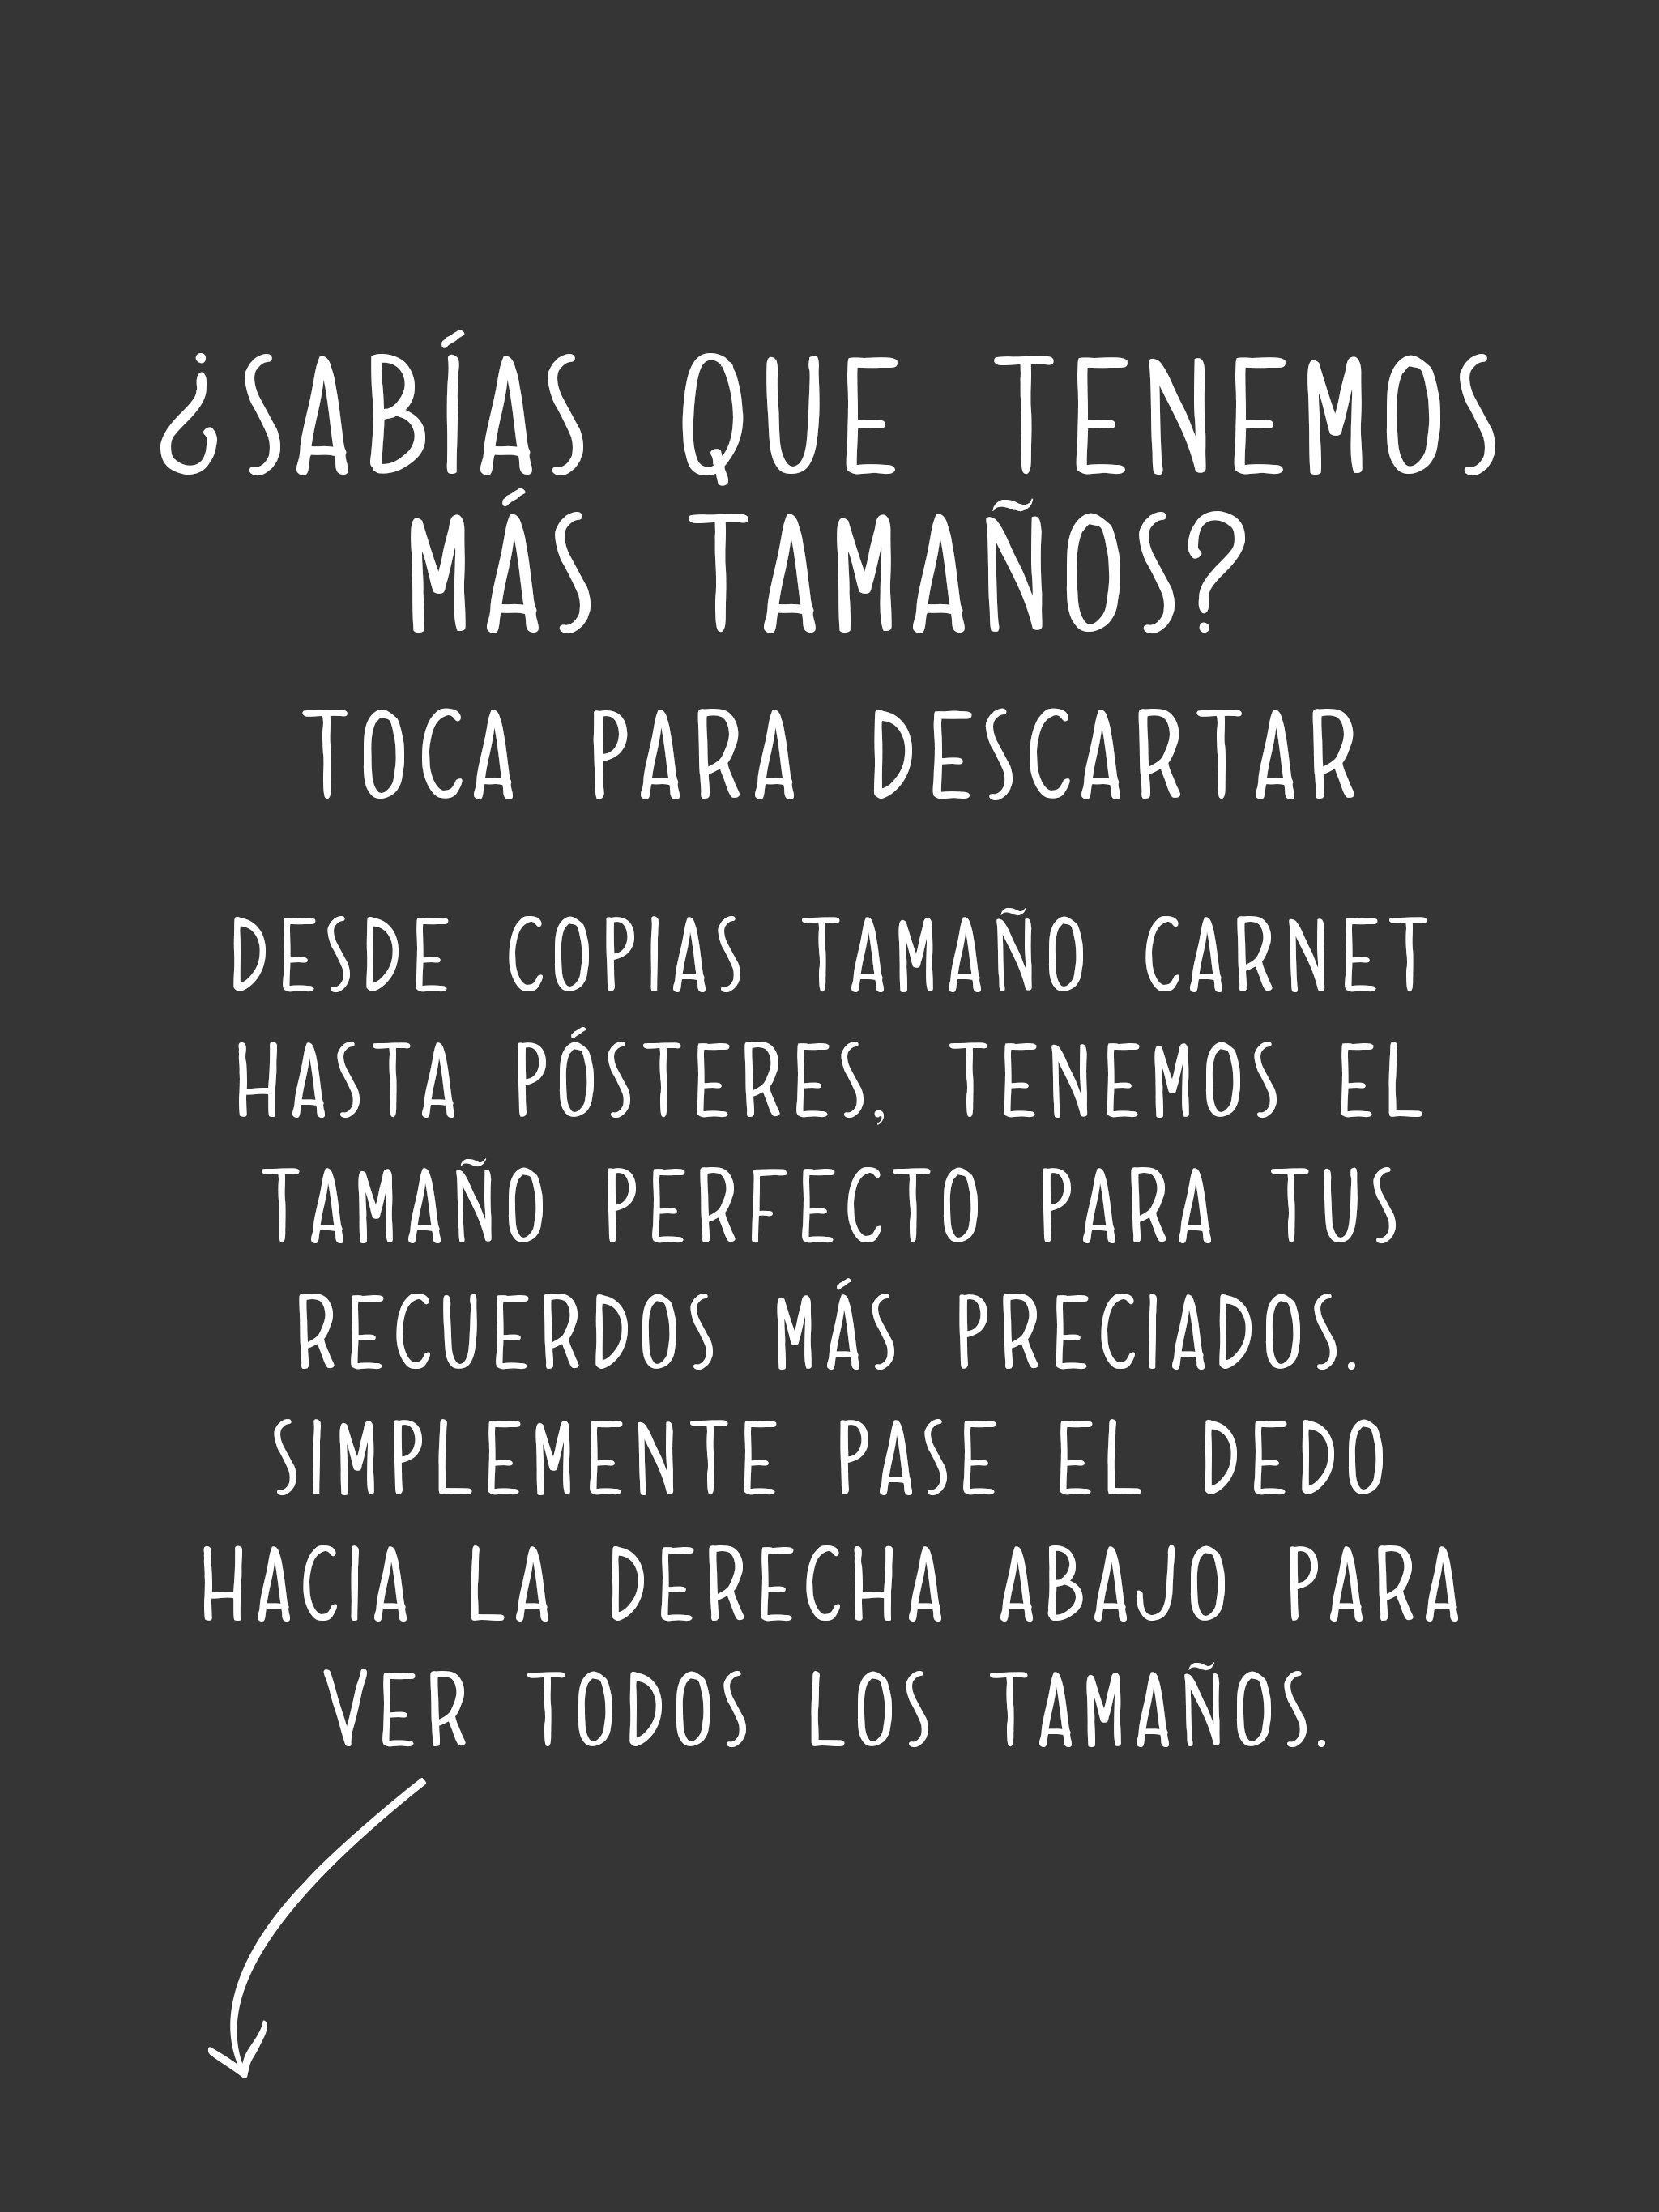 ¿SABÍAS QUE TENEMOS
MÁS TAMAÑOS?
TOCA PARA DESCARTAR
DESDE COPIAS TAMAÑO CARNET
HASTA PÓSTERES, TENEMOS EL
TAMAÑO PERFECTO PARA TUS
RECUERDOS MÁS PRECIADOS.
SIMPLEMENTE PASE EL DEDO
HACIA LA DERECHA ABAJO PARA
VER TODOS LOS TAMAÑOS.